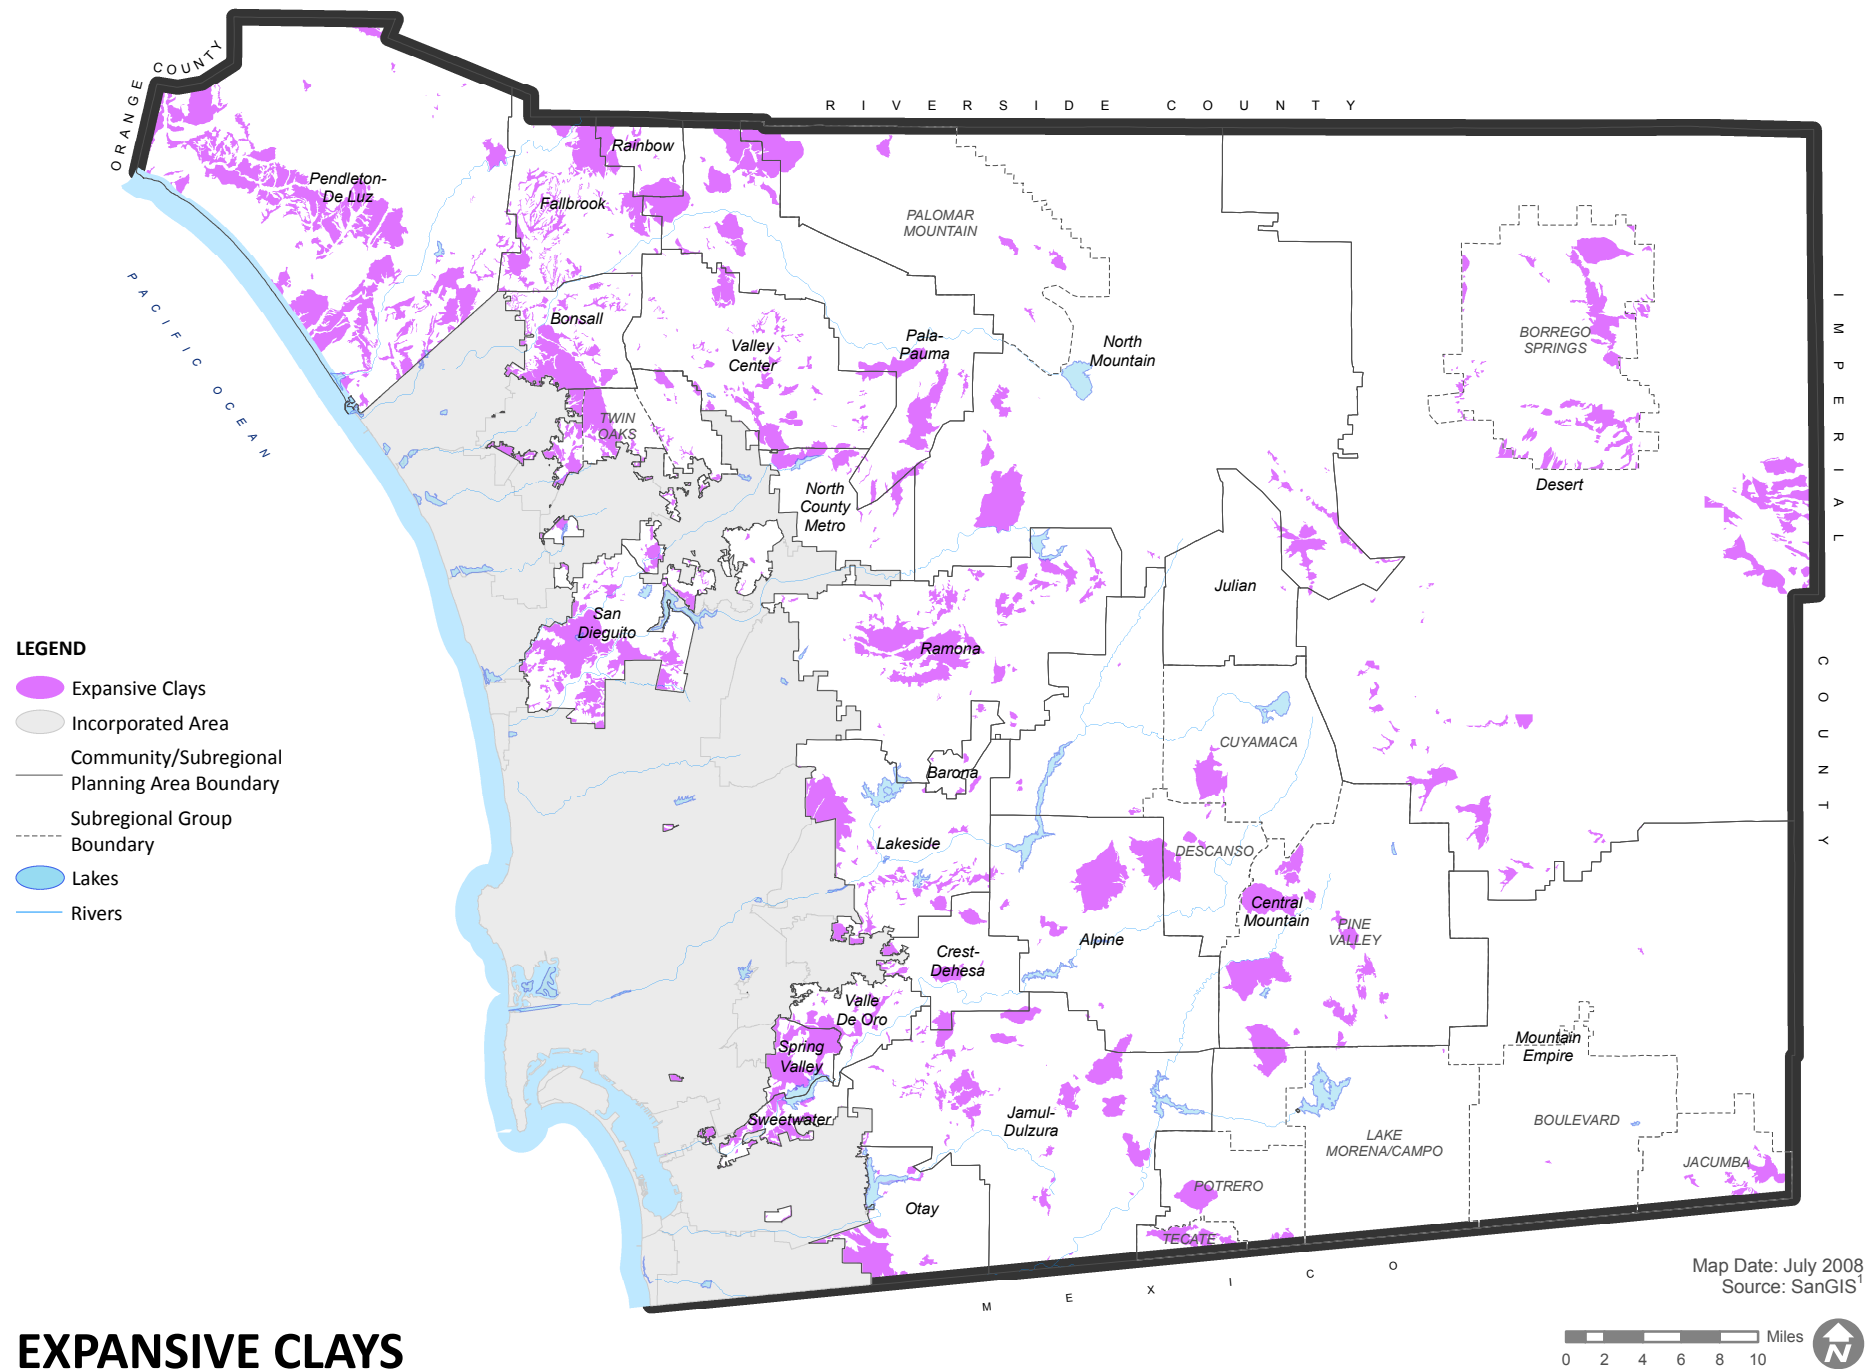 ORANGE COUNTY
RIVERSIDE COUNTY
Rainbow
Pendleton-
De Luz
Fallbrook
PALOMAR
MOUNTAIN
PACIFIC OCEAN
Bonsall
Valley
Center
Pala-
Pauma
North
Mountain
BORREGO
SPRINGS
IMPERIAL
TWIN
OAKS
Desert
North
County
Metro
Julian
San
Dieguito
Ramona
LEGEND
Expansive Clays
Incorporated Area
Community/Subregional
Planning Area Boundary
Subregional Group
Boundary
Lakes
Rivers
COUNTY
CUYAMACA
Barona
Lakeside
DESCANSO
Central
Mountain
PINE
VALLEY
Alpine
Crest-
Dehesa
Valle
De Oro
Spring
Valley
Mountain
Empire
Sweetwater
Jamul-
Dulzura
LAKE
MORENA/CAMPO
BOULEVARD
JACUMBA
POTRERO
Otay
TECATE
MEXICO
Map Date: July 2008
Source: SanGIS1
EXPANSIVE CLAYS
Miles
0 2 4 6 8 10
N